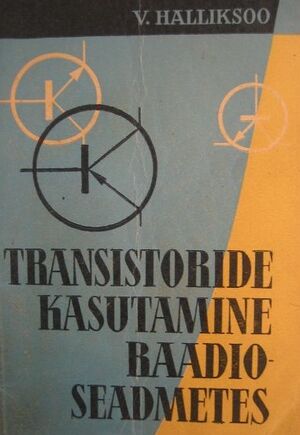 V. HALLIKSOO
TRANSISTORIDE
KASUTAMINE
RAADIO-
SEADMETES